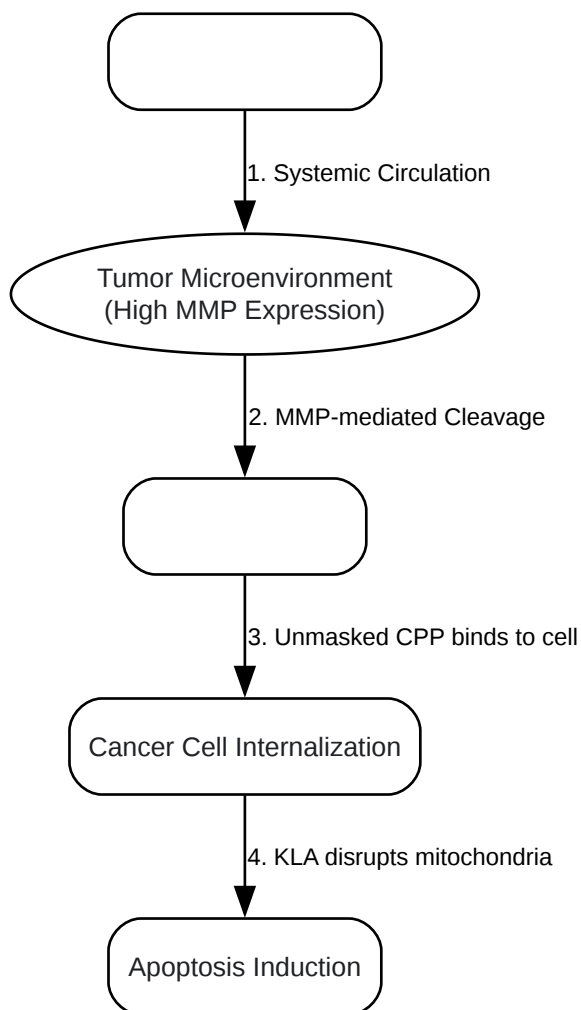 1. Systemic Circulation
Tumor Microenvironment
(High MMP Expression)
2. MMP-mediated Cleavage
3. Unmasked CPP binds to cell
Cancer Cell Internalization
4. KLA disrupts mitochondria
Apoptosis Induction